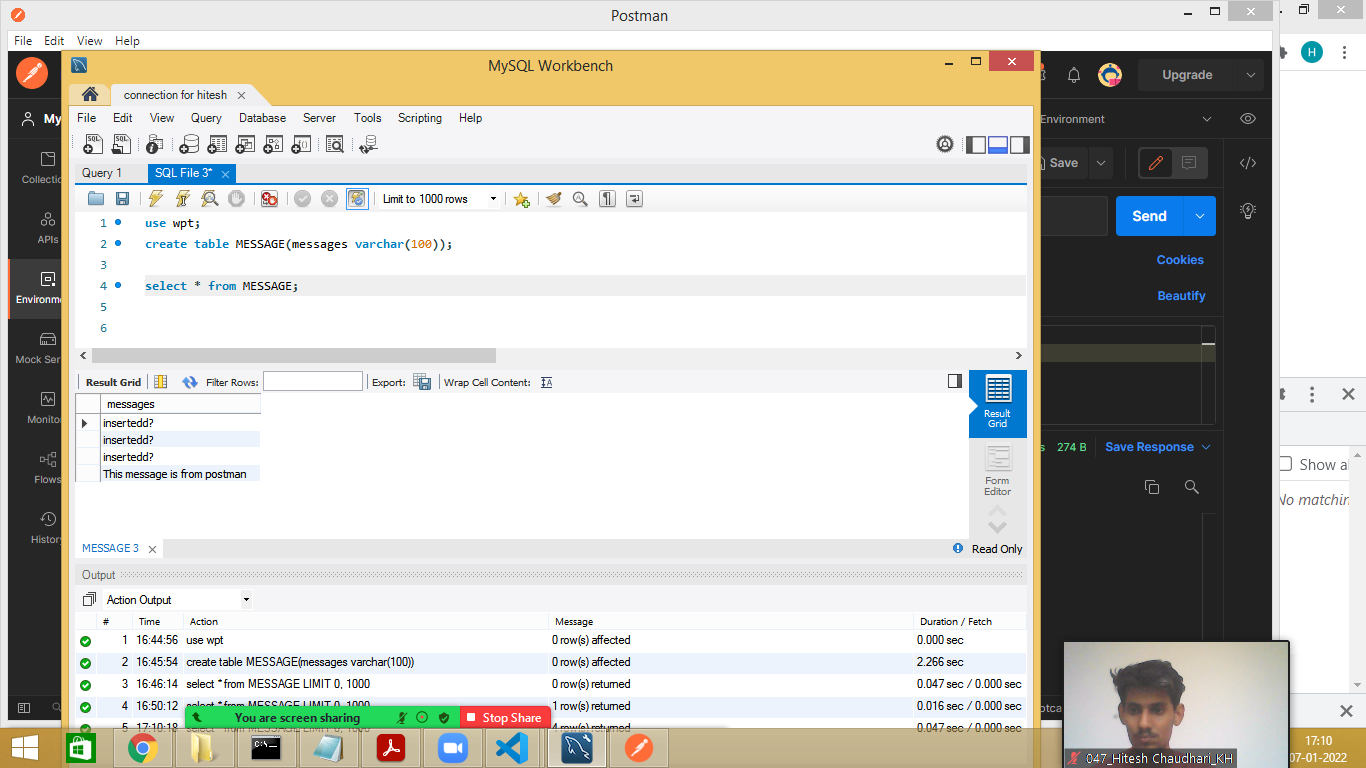 Postman
File Edit View Help
MySQL Workbench
H
My
Upgrade
connection for hitesh
File Edit View Query Database Server Tools Scripting Help
Environment
Query 1
SQL File 3*
Save
Limit to 1000 rows
Send
1 use wpt;
2 create table MESSAGE(messages varchar(100));
3
4 select * from MESSAGE;
5
6
Cookies
Beautify
APIs
Result Grid Filter Rows: Export: Wrap Cell Content:
messages
insertedd?
insertedd?
insertedd?
This message is from postman
Result
Grid
Form
Editor
Flows
274 B Save Response
Show
No
MESSAGE 3
Read Only
Output
Action Output
# Time Action Message Duration / Fetch
1 16:44:56 use wpt 0 row(s) affected 0.000 sec
2 16:45:54 create table MESSAGE(messages varchar(100)) 0 row(s) affected 2.266 sec
3 16:46:14 select * from MESSAGE LIMIT 0, 1000 0 row(s) returned 0.047 sec / 0.000 sec
4 16:50:12 select * from MESSAGE LIMIT 0, 1000 1 row(s) returned 0.016 sec / 0.000 sec
5 17:10:18 select * from MESSAGE LIMIT 0, 1000 4 row(s) returned 0.047 sec / 0.000 sec
You are screen sharing
Stop Share
047_Hitesh Chaudhari_KH
17:10
07-01-2022